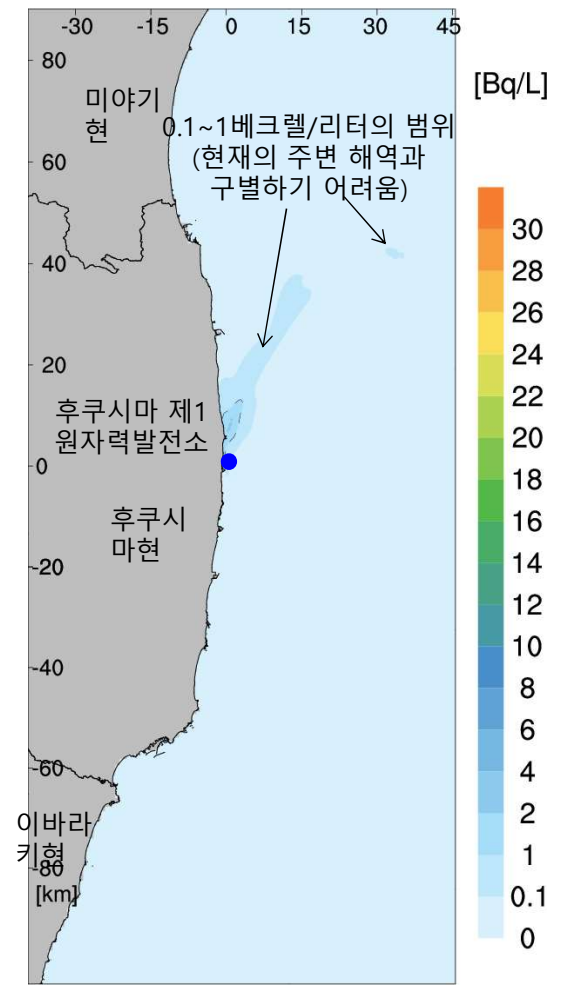 -30
-15
0
15
30
45
[Bq/L]
80
미야기
현
0.1~1베크렐/리터의 범위
(현재의 주변 해역과
구별하기 어려움)
60
40
20
후쿠시마 제1
원자력발전소
0
후쿠시
마현
-20
-40
-60
이바라
키현
-80
[km]
30
28
26
24
22
20
18
16
14
12
10
8
6
4
2
1
0.1
0